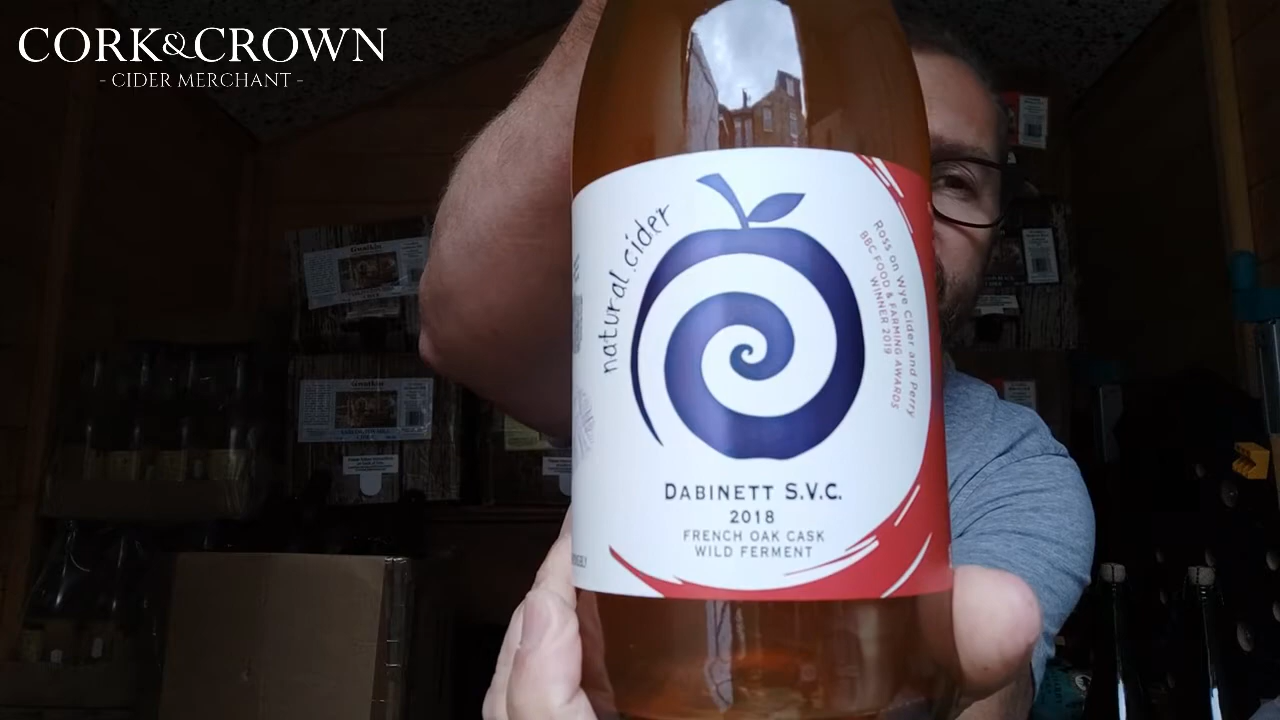 CORK&CROWN
- CIDER MERCHANT -
natural cider
Ross on Wye Cider and Perry
BBC FOOD & FARMING AWARDS
WINNER 2019
DABINETT S.V.C.
2018
FRENCH OAK CASK
WILD FERMENT